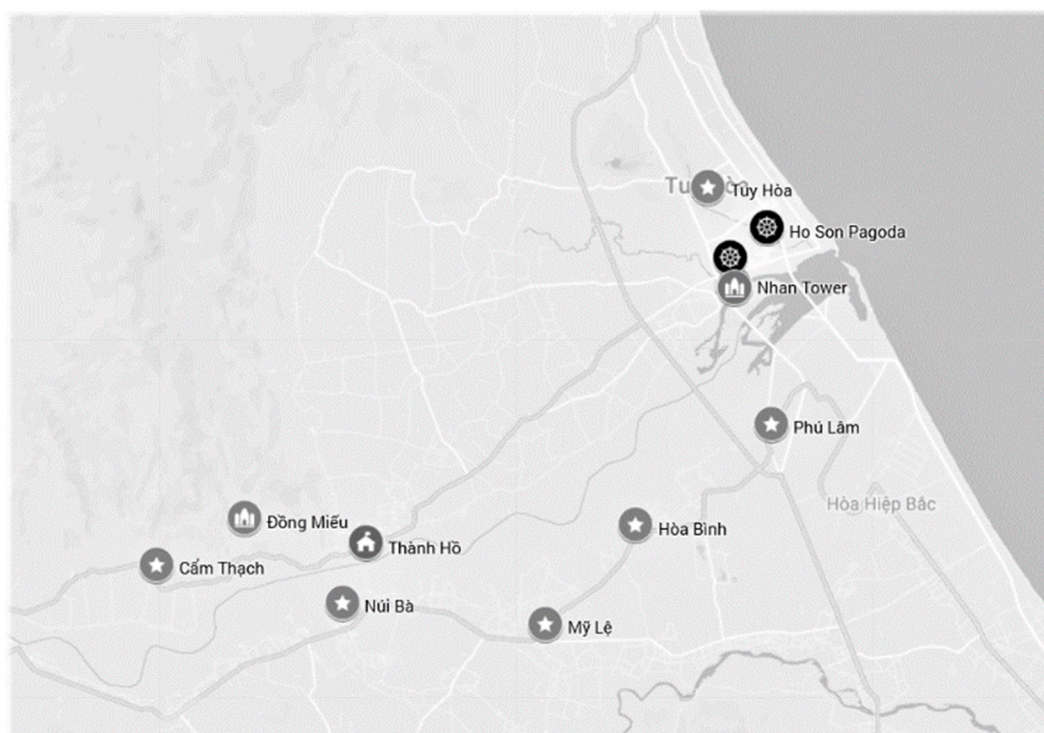 Tùy Hòa
Ho Son Pagoda
Nhan Tower
Phú Lâm
Hòa Hiệp Bắc
Đồng Miếu
Hòa Bình
Thành Hồ
Cẩm Thạch
Núi Bà
Mỹ Lệ